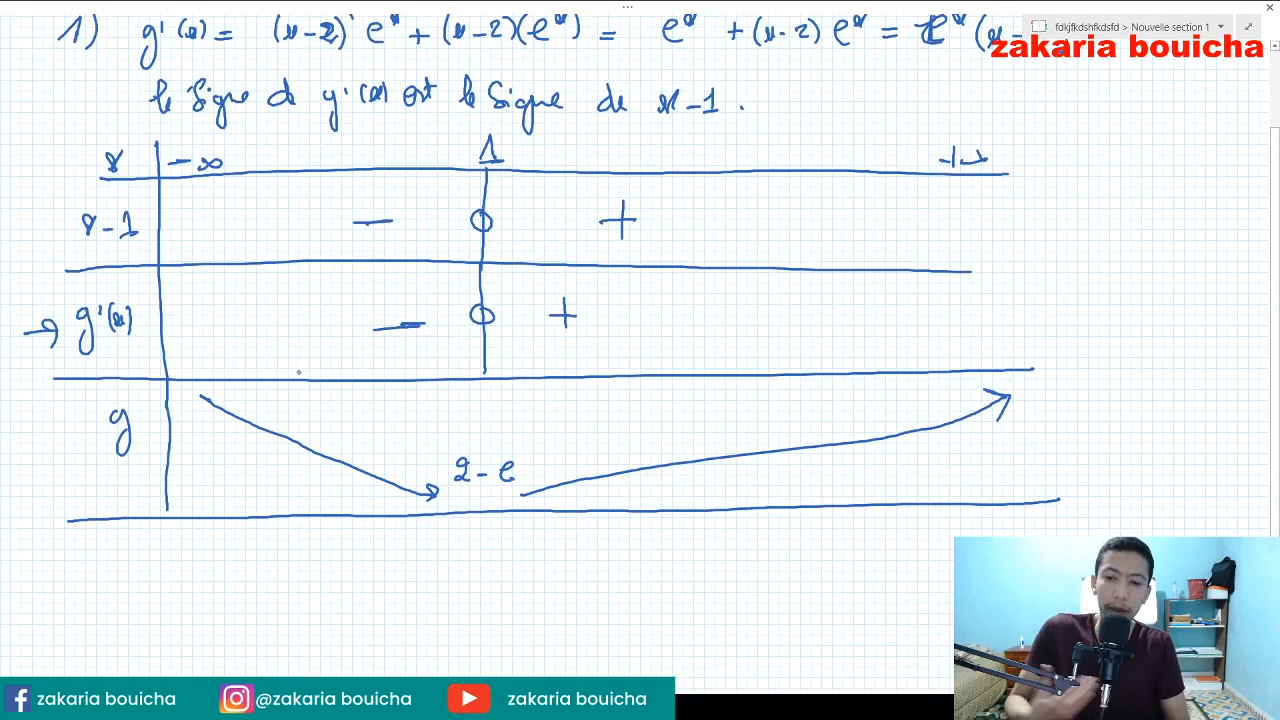 1) g'(x) = (x-2)' e^x + (x-2)(e^x) = e^x + (x-2) e^x = e^x (x-
fdkjfkdshfkdsfd > Nouvelle section 1
zakaria bouicha
le signe de g'(x) est le signe de x-1.
x -∞ 1 +∞
x-1 - 0 +
→ g'(x) - 0 +
g 2-e
zakaria bouicha @zakaria bouicha zakaria bouicha